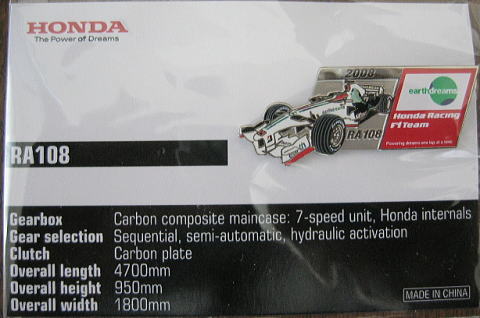 HONDA
The Power of Dreams
2008
earthdreams
Honda Racing
F1 Team
RA108
RA108
Gearbox Carbon composite maincase: 7-speed unit, Honda internals
Gear selection Sequential, semi-automatic, hydraulic activation
Clutch Carbon plate
Overall length 4700mm
Overall height 950mm
Overall width 1800mm
MADE IN CHINA